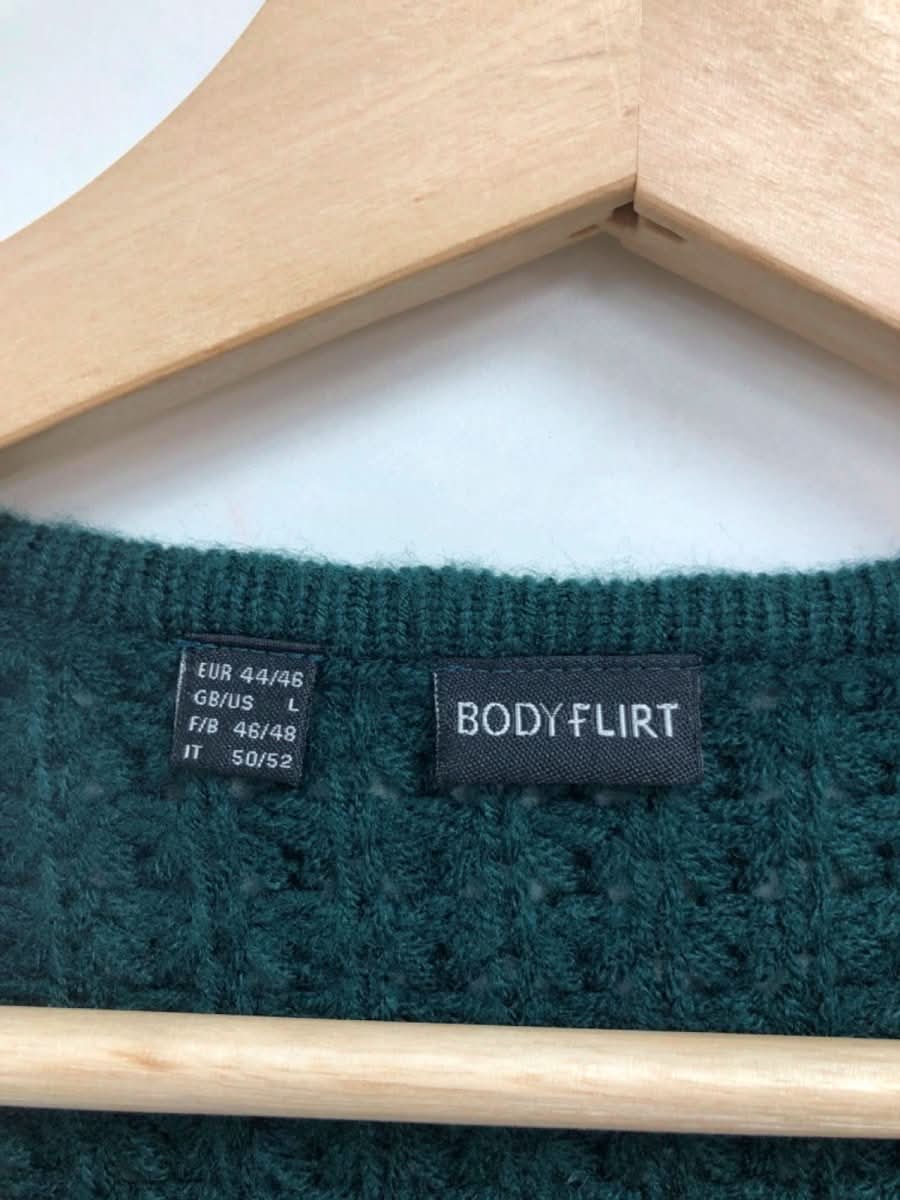 EUR 44/46
GB/US L
F/B 46/48
IT 50/52
BODYFLIRT